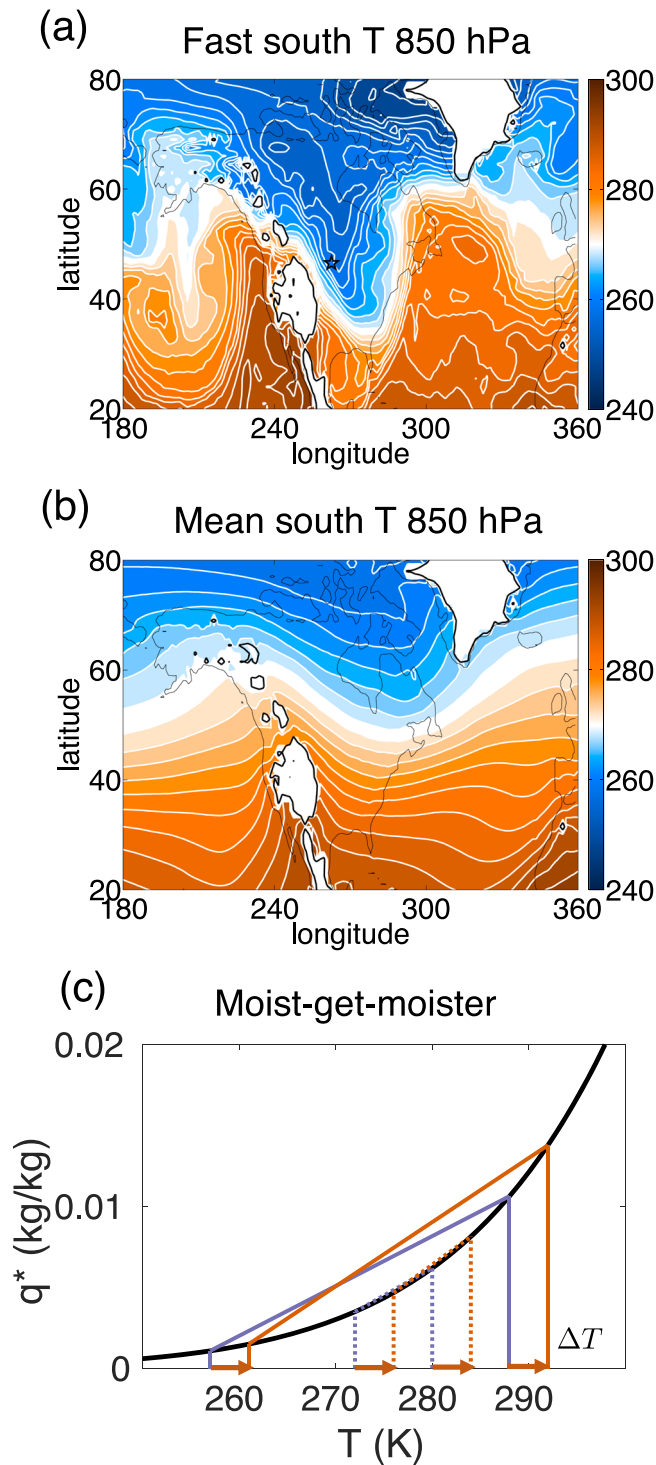 (a)
Fast south T 850 hPa
80
60
40
20
latitude
180
240
300
360
longitude
300
280
260
240
(b)
Mean south T 850 hPa
80
60
40
20
latitude
180
240
300
360
longitude
300
280
260
240
(c)
Moist-get-moister
0.02
0.01
0
q* (kg/kg)
ΔT
260
270
280
290
T (K)